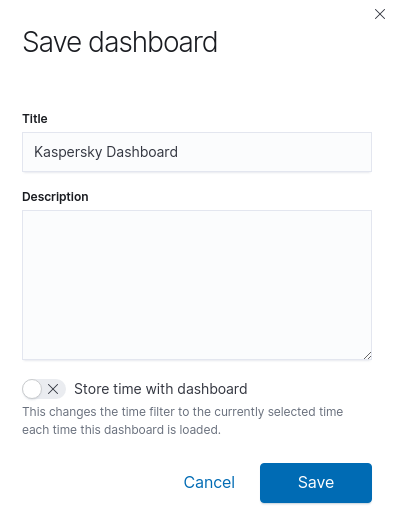 Save dashboard
Title
Kaspersky Dashboard
Description
Store time with dashboard
This changes the time filter to the currently selected time
each time this dashboard is loaded.
Cancel
Save